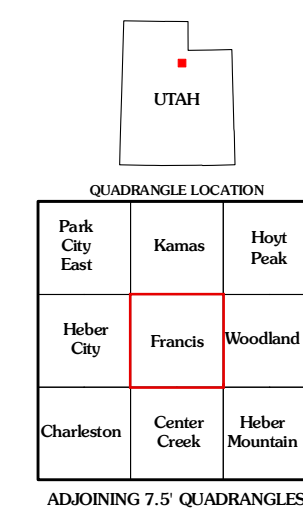 UTAH
QUADRANGLE LOCATION
Park
City
East
Kamas
Hoyt
Peak
Heber
City
Francis
Woodland
Charleston
Center
Creek
Heber
Mountain
ADJOINING 7.5' QUADRANGLES